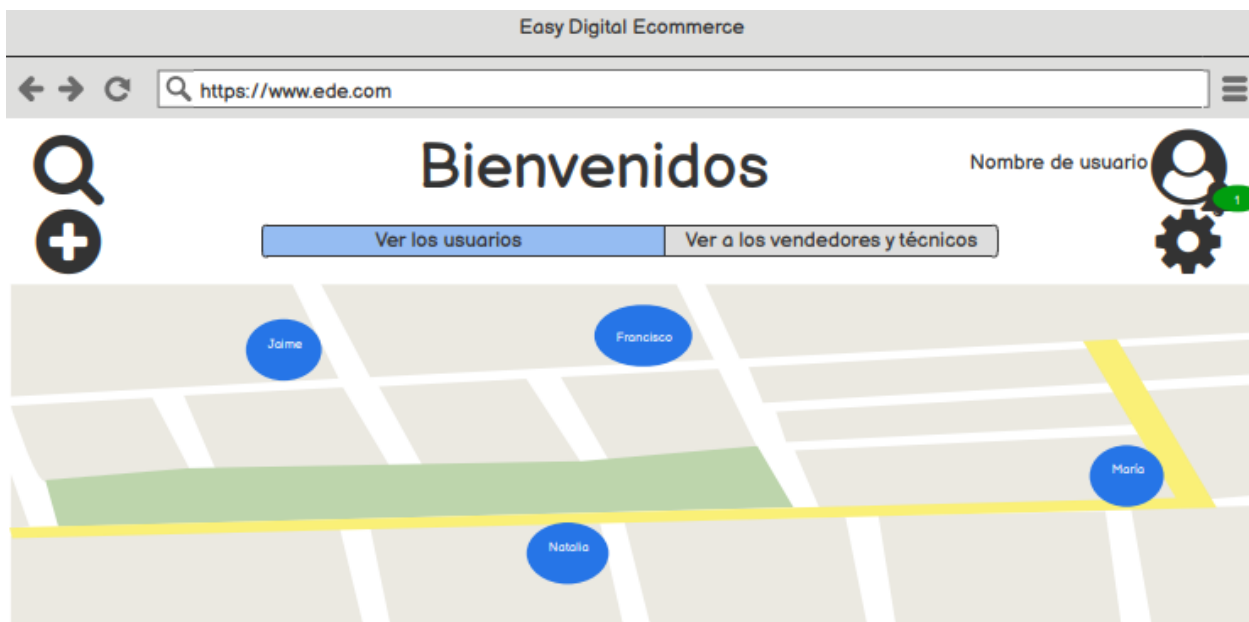 Easy Digital Ecommerce
https://www.ede.com
Bienvenidos
Nombre de usuario
1
Ver los usuarios
Ver a los vendedores y técnicos
Jaime
Francisco
María
Natalia